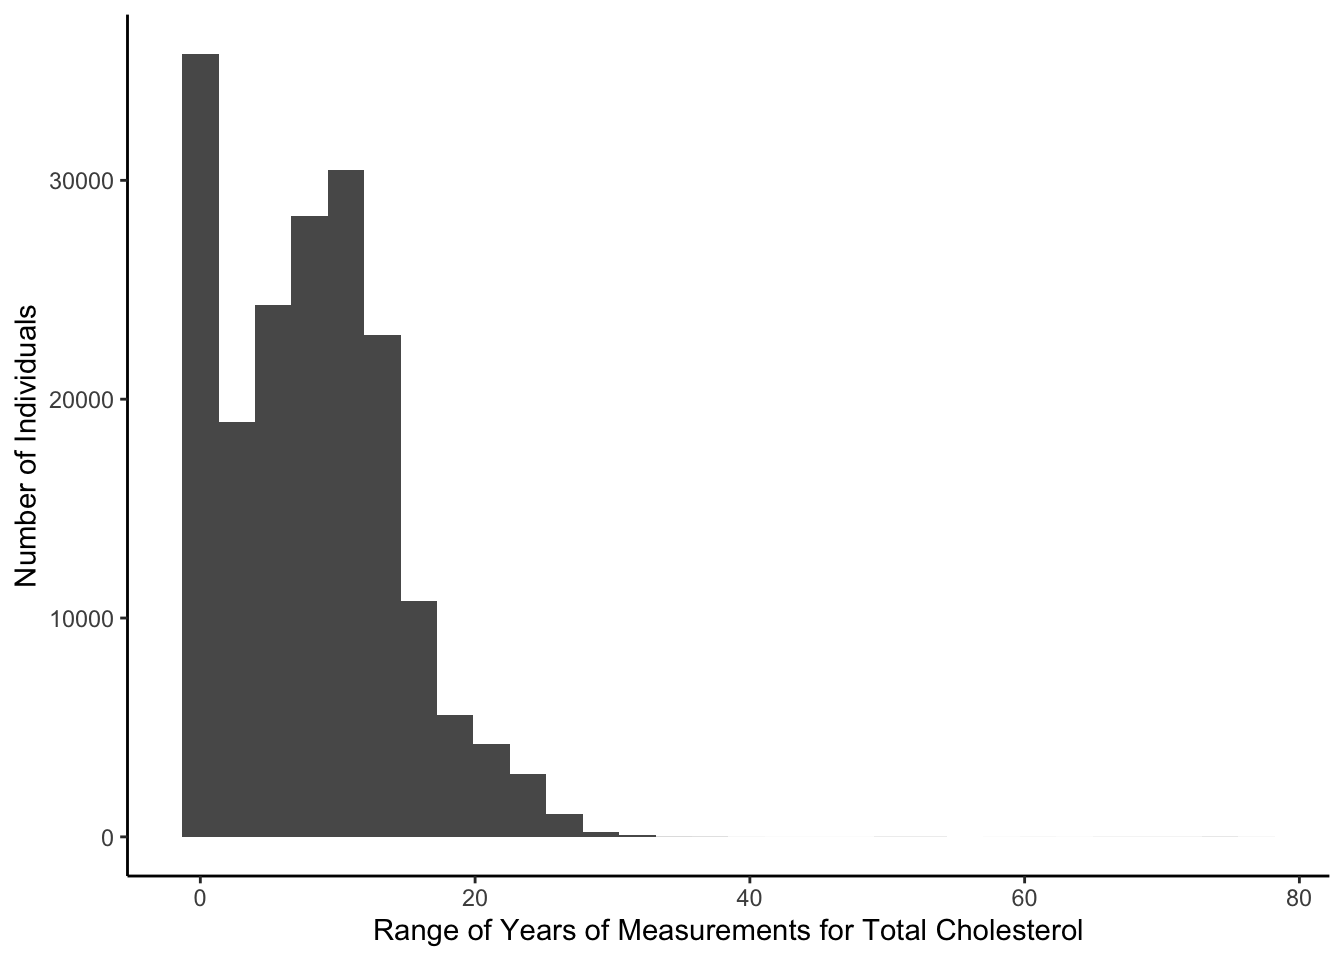 Number of Individuals
30000
20000
10000
0
0 20 40 60 80
Range of Years of Measurements for Total Cholesterol